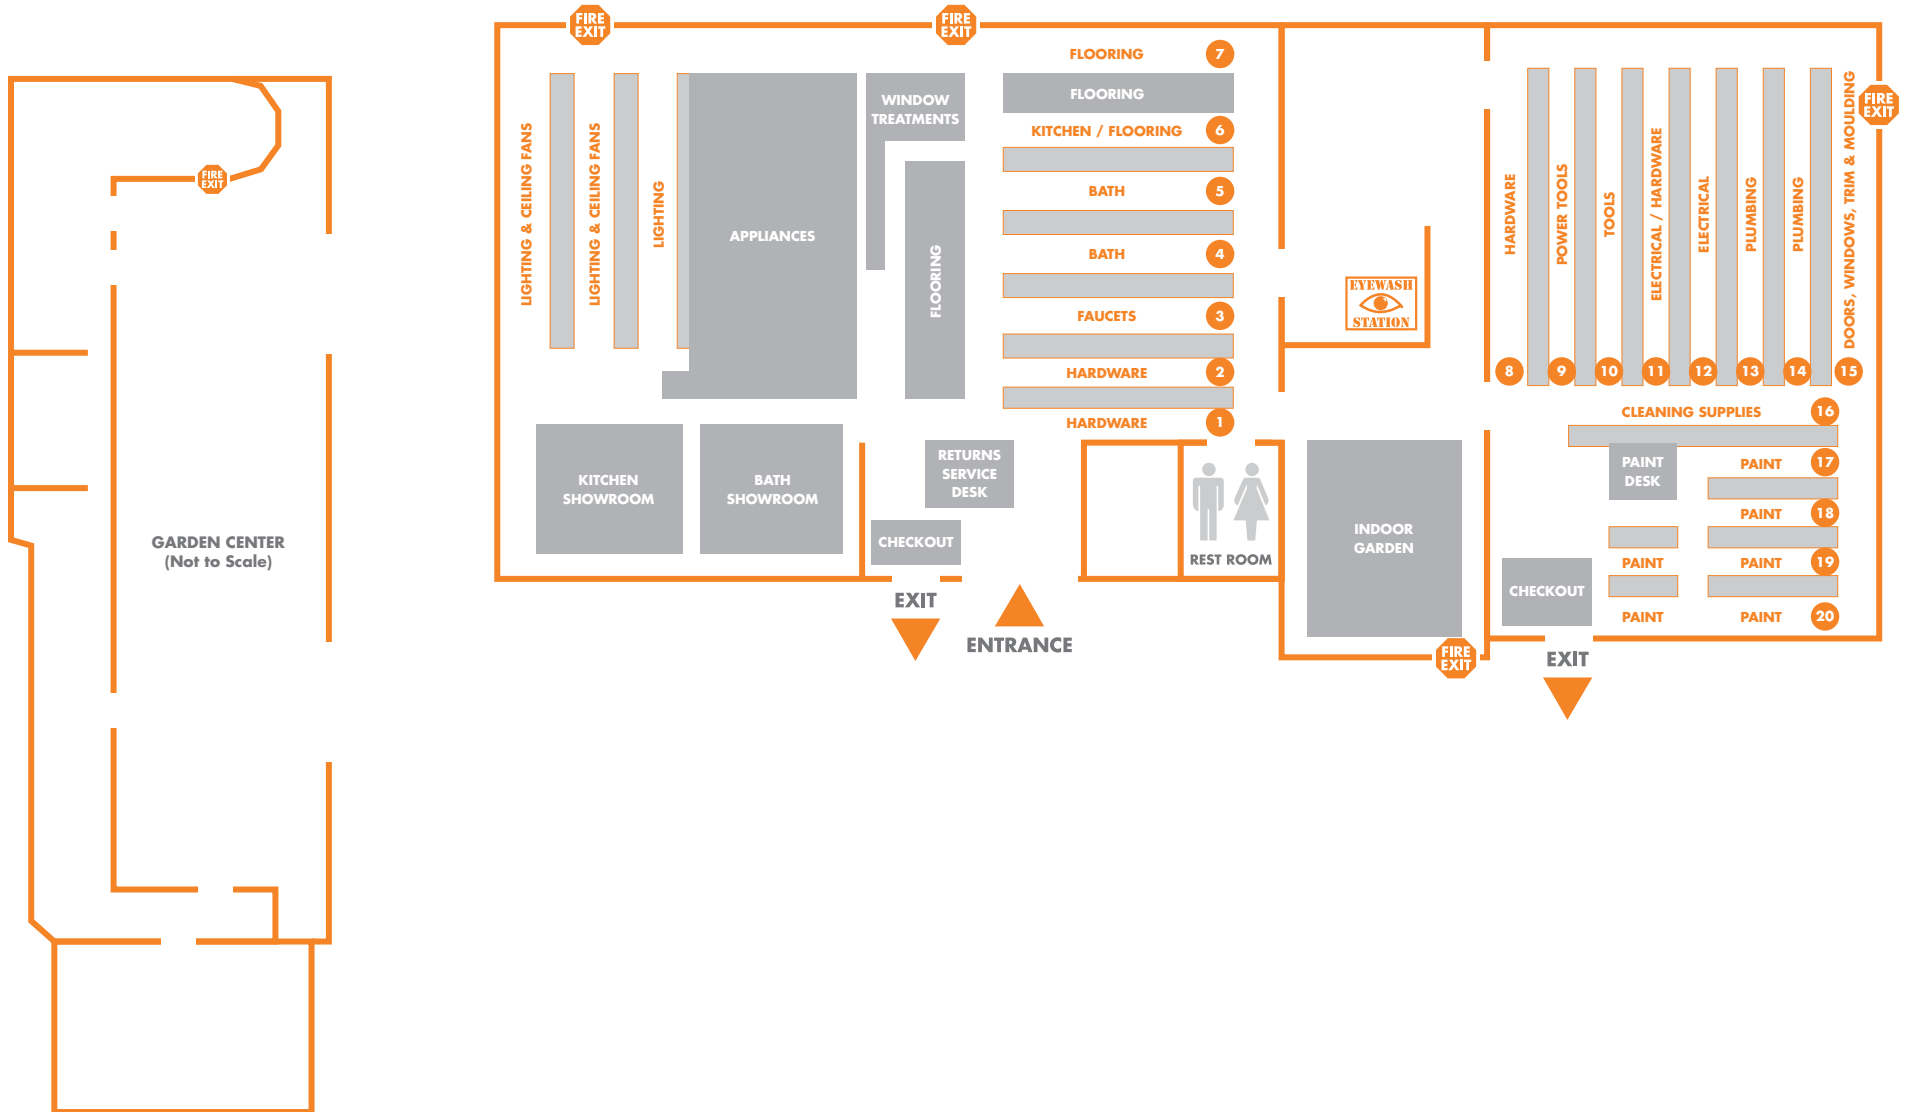 FIRE
EXIT
GARDEN CENTER
(Not to Scale)
FIRE
EXIT
FIRE
EXIT
LIGHTING & CEILING FANS
LIGHTING & CEILING FANS
LIGHTING
APPLIANCES
WINDOW
TREATMENTS
FLOORING
FLOORING 7
FLOORING
KITCHEN / FLOORING 6
BATH 5
BATH 4
FAUCETS 3
HARDWARE 2
HARDWARE 1
KITCHEN
SHOWROOM
BATH
SHOWROOM
RETURNS
SERVICE
DESK
CHECKOUT
EXIT
ENTRANCE
REST ROOM
EYEWASH
STATION
INDOOR
GARDEN
FIRE
EXIT
HARDWARE
POWER TOOLS
TOOLS
ELECTRICAL / HARDWARE
ELECTRICAL
PLUMBING
PLUMBING
DOORS, WINDOWS, TRIM & MOULDING
FIRE
EXIT
8 9 10 11 12 13 14 15
CLEANING SUPPLIES 16
PAINT
DESK
PAINT 17
PAINT 18
PAINT PAINT 19
PAINT PAINT 20
CHECKOUT
EXIT